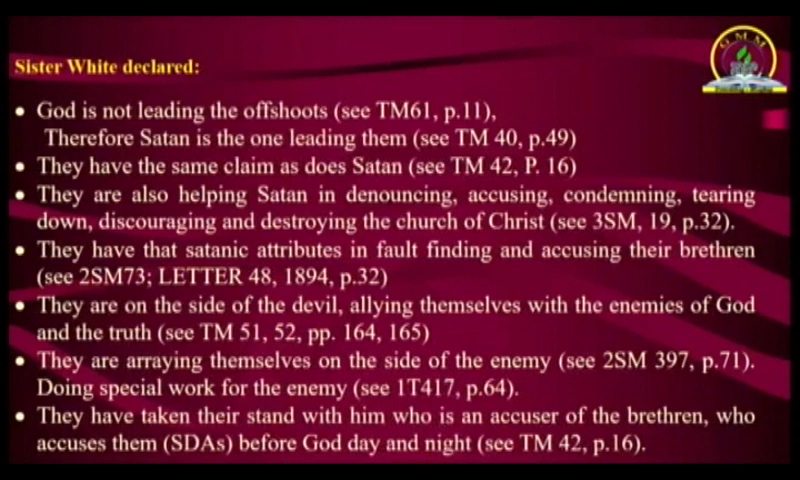 Sister White declared:
G M M
• God is not leading the offshoots (see TM61, p.11),
Therefore Satan is the one leading them (see TM 40, p.49)
• They have the same claim as does Satan (see TM 42, P. 16)
• They are also helping Satan in denouncing, accusing, condemning, tearing
down, discouraging and destroying the church of Christ (see 3SM, 19, p.32).
• They have that satanic attributes in fault finding and accusing their brethren
(see 2SM73; LETTER 48, 1894, p.32)
• They are on the side of the devil, allying themselves with the enemies of God
and the truth (see TM 51, 52, pp. 164, 165)
• They are arraying themselves on the side of the enemy (see 2SM 397, p.71).
Doing special work for the enemy (see 1T417, p.64).
• They have taken their stand with him who is an accuser of the brethren, who
accuses them (SDAs) before God day and night (see TM 42, p.16).